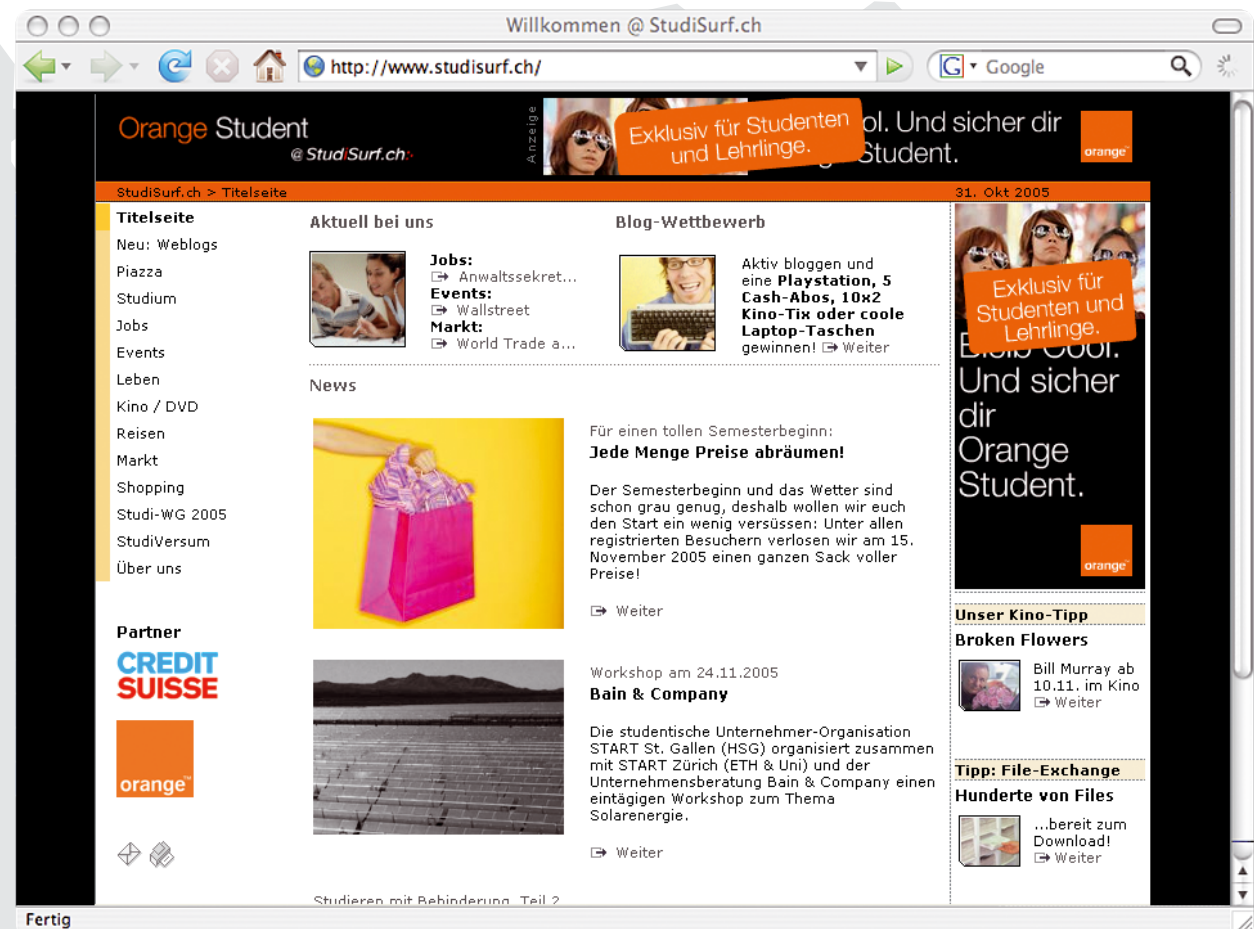 Willkommen @ StudiSurf.ch
http://www.studisurf.ch/
G Google
Orange Student
@ StudiSurf.ch:·
Anzeige
Exklusiv für Studenten
und Lehrlinge.
ol. Und sicher dir
Student.
orange™
StudiSurf.ch > Titelseite
31. Okt 2005
Titelseite
Neu: Weblogs
Piazza
Studium
Jobs
Events
Leben
Kino / DVD
Reisen
Markt
Shopping
Studi-WG 2005
StudiVersum
Über uns
Partner
CREDIT
SUISSE
orange™
Aktuell bei uns
Jobs:
Anwaltssekret...
Events:
Wallstreet
Markt:
World Trade a...
Blog-Wettbewerb
Aktiv bloggen und
eine Playstation, 5
Cash-Abos, 10x2
Kino-Tix oder coole
Laptop-Taschen
gewinnen! Weiter
News
Für einen tollen Semesterbeginn:
Jede Menge Preise abräumen!
Der Semesterbeginn und das Wetter sind
schon grau genug, deshalb wollen wir euch
den Start ein wenig versüssen: Unter allen
registrierten Besuchern verlosen wir am 15.
November 2005 einen ganzen Sack voller
Preise!
Weiter
Workshop am 24.11.2005
Bain & Company
Die studentische Unternehmer-Organisation
START St. Gallen (HSG) organisiert zusammen
mit START Zürich (ETH & Uni) und der
Unternehmensberatung Bain & Company einen
eintägigen Workshop zum Thema
Solarenergie.
Weiter
Studieren mit Behinderung, Teil 2
Exklusiv für
Studenten und
Lehrlinge.
Bleib Cool.
Und sicher
dir
Orange
Student.
orange™
Unser Kino-Tipp
Broken Flowers
Bill Murray ab
10.11. im Kino
Weiter
Tipp: File-Exchange
Hunderte von Files
...bereit zum
Download!
Weiter
Fertig